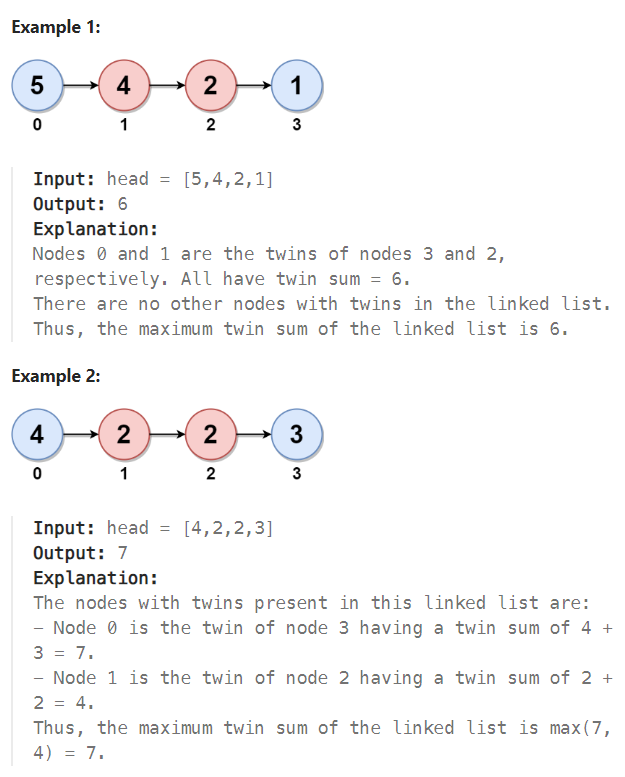 Example 1:
5 4 2 1
0 1 2 3
Input: head = [5,4,2,1]
Output: 6
Explanation:
Nodes 0 and 1 are the twins of nodes 3 and 2,
respectively. All have twin sum = 6.
There are no other nodes with twins in the linked list.
Thus, the maximum twin sum of the linked list is 6.
Example 2:
4 2 2 3
0 1 2 3
Input: head = [4,2,2,3]
Output: 7
Explanation:
The nodes with twins present in this linked list are:
- Node 0 is the twin of node 3 having a twin sum of 4 +
3 = 7.
- Node 1 is the twin of node 2 having a twin sum of 2 +
2 = 4.
Thus, the maximum twin sum of the linked list is max(7,
4) = 7.